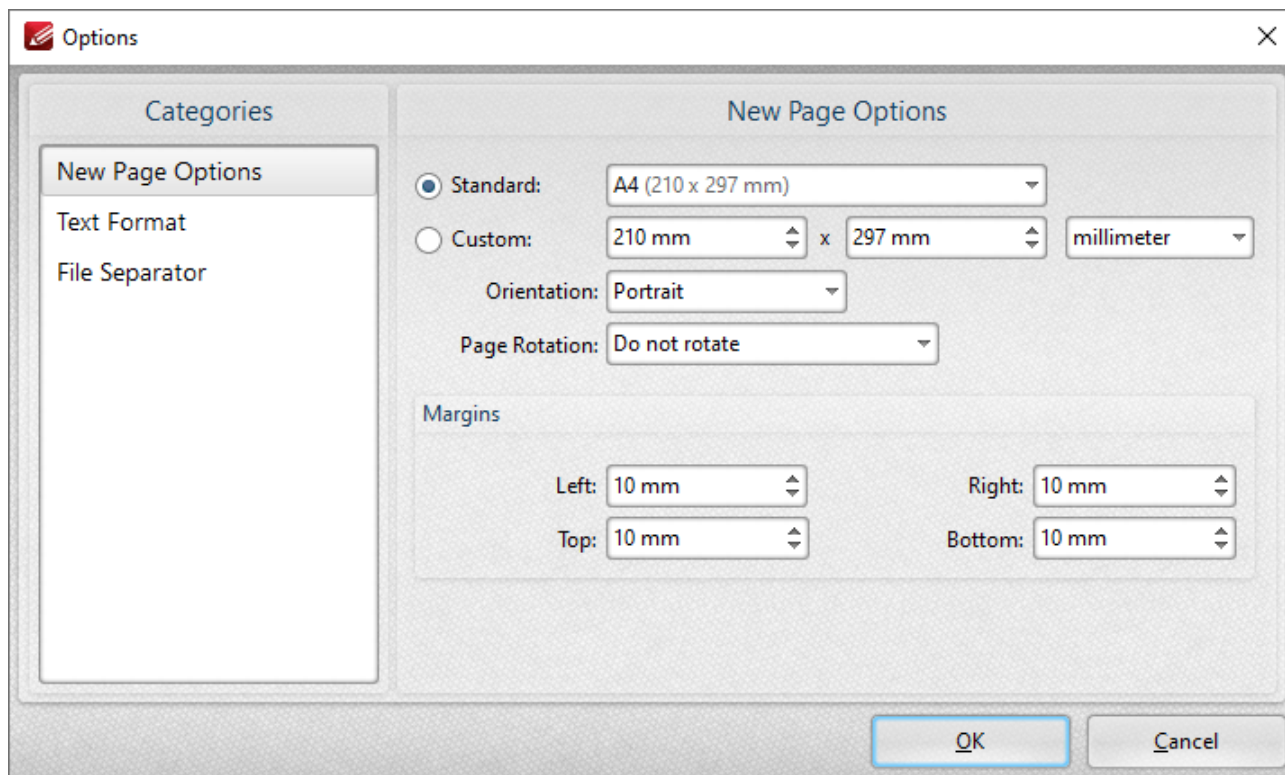 Options
Categories
New Page Options
Text Format
File Separator
New Page Options
Standard: A4 (210 x 297 mm)
Custom: 210 mm x 297 mm millimeter
Orientation: Portrait
Page Rotation: Do not rotate
Margins
Left: 10 mm Right: 10 mm
Top: 10 mm Bottom: 10 mm
OK Cancel